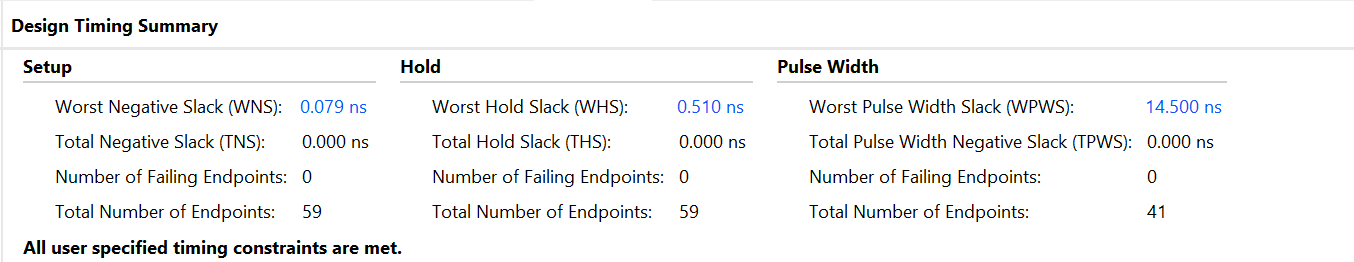 Design Timing Summary
Setup Hold Pulse Width
Worst Negative Slack (WNS): 0.079 ns Worst Hold Slack (WHS): 0.510 ns Worst Pulse Width Slack (WPWS): 14.500 ns
Total Negative Slack (TNS): 0.000 ns Total Hold Slack (THS): 0.000 ns Total Pulse Width Negative Slack (TPWS): 0.000 ns
Number of Failing Endpoints: 0 Number of Failing Endpoints: 0 Number of Failing Endpoints: 0
Total Number of Endpoints: 59 Total Number of Endpoints: 59 Total Number of Endpoints: 41
All user specified timing constraints are met.